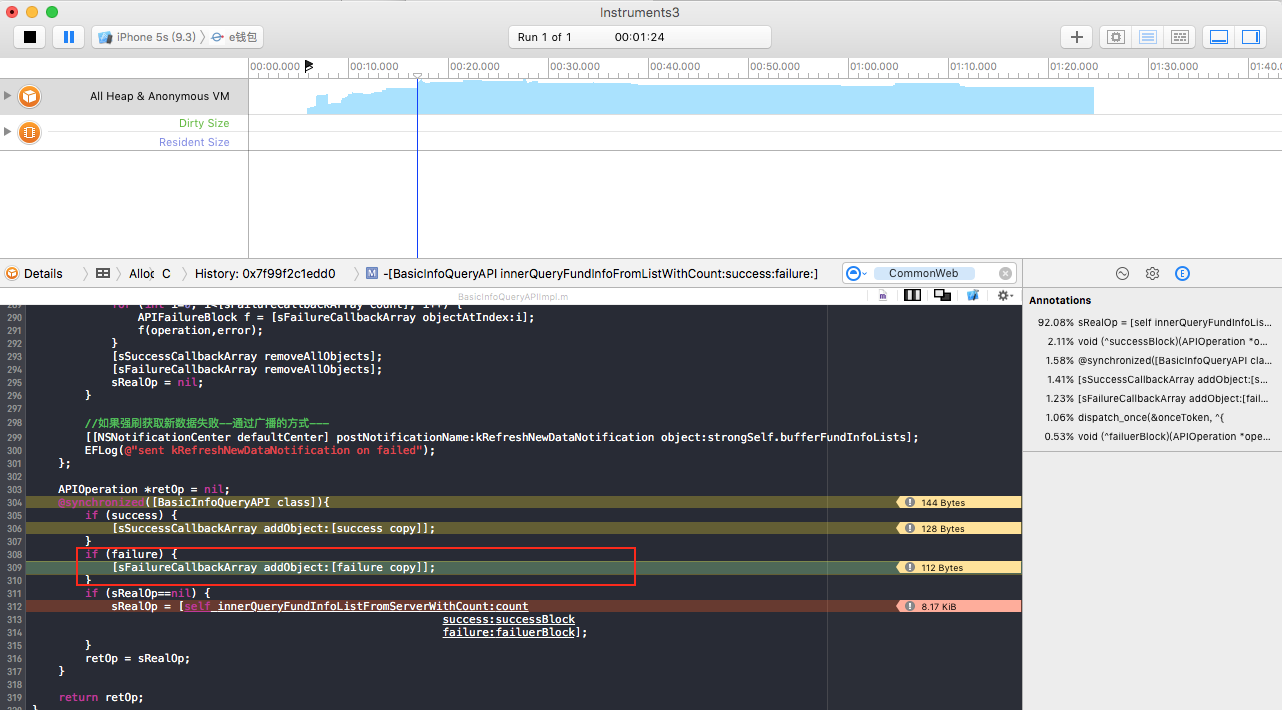 Instruments3
iPhone 5s (9.3) 〉 e钱包
Run 1 of 1 00:01:24
00:00.000 00:10.000 00:20.000 00:30.000 00:40.000 00:50.000 01:00.000 01:10.000 01:20.000 01:30.000 01:40.0
All Heap & Anonymous VM
Dirty Size
Resident Size
Details Alloc C History: 0x7f99f2c1edd0 M -[BasicInfoQueryAPI innerQueryFundInfoFromListWithCount:success:failure:] CommonWeb
BasicInfoQueryAPIImpl.m
289 for (int i=0; i<[sFailureCallbackArray count]; i++) {
290 APIFailureBlock f = [sFailureCallbackArray objectAtIndex:i];
291 f(operation,error);
292 }
293 [sSuccessCallbackArray removeAllObjects];
294 [sFailureCallbackArray removeAllObjects];
295 sRealOp = nil;
296 }
297
298 //如果强刷获取新数据失败——通过广播的方式———
299 [[NSNotificationCenter defaultCenter] postNotificationName:kRefreshNewDataNotification object:strongSelf.bufferFundInfoLists];
300 EFLog(@"sent kRefreshNewDataNotification on failed");
301 };
302
303 APIOperation *retOp = nil;
304 @synchronized([BasicInfoQueryAPI class]){ 144 Bytes
305 if (success) {
306 [sSuccessCallbackArray addObject:[success copy]]; 128 Bytes
307 }
308 if (failure) {
309 [sFailureCallbackArray addObject:[failure copy]]; 112 Bytes
310 }
311 if (sRealOp==nil) {
312 sRealOp = [self innerQueryFundInfoListFromServerWithCount:count 8.17 KiB
313 success:successBlock
314 failure:failuerBlock];
315 }
316 retOp = sRealOp;
317 }
318
319 return retOp;
320 }
Annotations
92.08% sRealOp = [self innerQueryFundInfoLis...
2.11% void (^successBlock)(APIOperation *o...
1.58% @synchronized([BasicInfoQueryAPI cla...
1.41% [sSuccessCallbackArray addObject:[s...
1.23% [sFailureCallbackArray addObject:[fail...
1.06% dispatch_once(&onceToken, ^{
0.53% void (^failuerBlock)(APIOperation *ope...